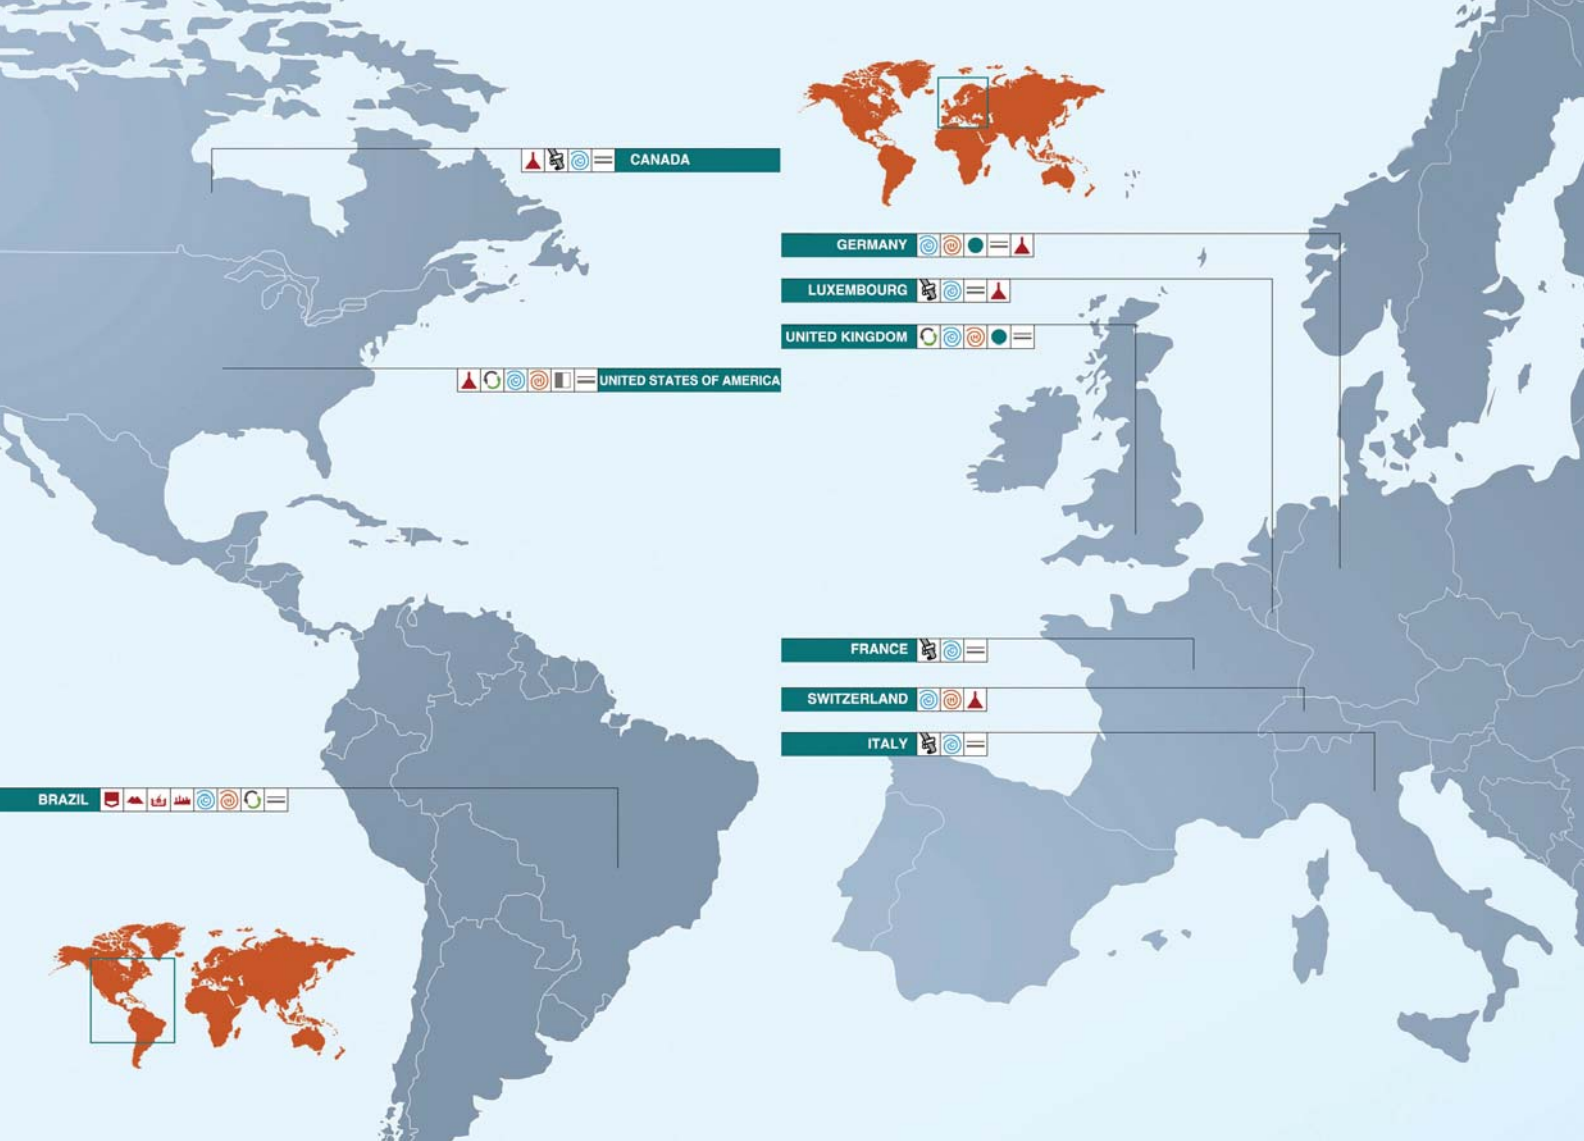 CANADA
GERMANY
LUXEMBOURG
UNITED KINGDOM
UNITED STATES OF AMERICA
FRANCE
SWITZERLAND
ITALY
BRAZIL